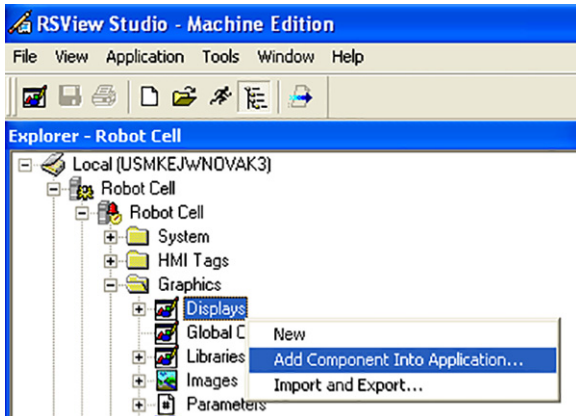 RSView Studio - Machine Edition
File View Application Tools Window Help
Explorer - Robot Cell
Local (USMKEJWNOVAK3)
Robot Cell
Robot Cell
System
HMI Tags
Graphics
Displays
Global
New
Libraries
Add Component Into Application...
Images
Import and Export...
Parameters